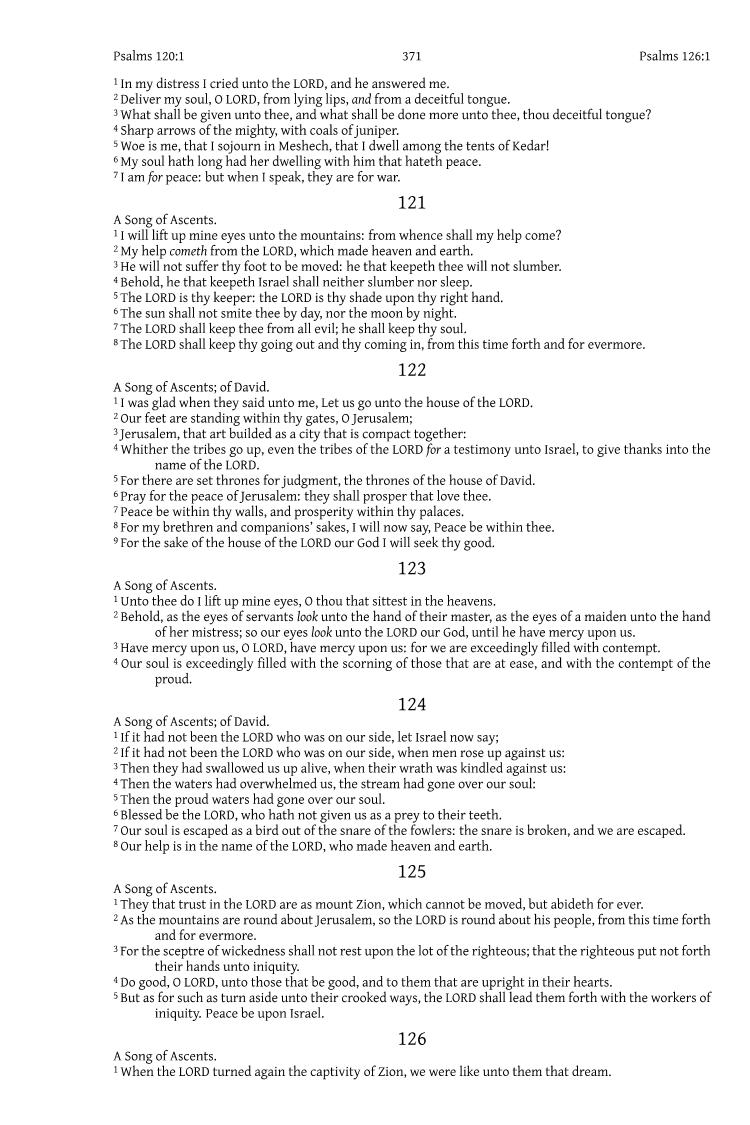 Psalms 120:1 371 Psalms 126:1
1 In my distress I cried unto the LORD, and he answered me.
2 Deliver my soul, O LORD, from lying lips, and from a deceitful tongue.
3 What shall be given unto thee, and what shall be done more unto thee, thou deceitful tongue?
4 Sharp arrows of the mighty, with coals of juniper.
5 Woe is me, that I sojourn in Meshech, that I dwell among the tents of Kedar!
6 My soul hath long had her dwelling with him that hateth peace.
7 I am for peace: but when I speak, they are for war.
121
A Song of Ascents.
1 I will lift up mine eyes unto the mountains: from whence shall my help come?
2 My help cometh from the LORD, which made heaven and earth.
3 He will not suffer thy foot to be moved: he that keepeth thee will not slumber.
4 Behold, he that keepeth Israel shall neither slumber nor sleep.
5 The LORD is thy keeper: the LORD is thy shade upon thy right hand.
6 The sun shall not smite thee by day, nor the moon by night.
7 The LORD shall keep thee from all evil; he shall keep thy soul.
8 The LORD shall keep thy going out and thy coming in, from this time forth and for evermore.
122
A Song of Ascents; of David.
1 I was glad when they said unto me, Let us go unto the house of the LORD.
2 Our feet are standing within thy gates, O Jerusalem;
3 Jerusalem, that art builded as a city that is compact together:
4 Whither the tribes go up, even the tribes of the LORD for a testimony unto Israel, to give thanks into the
name of the LORD.
5 For there are set thrones for judgment, the thrones of the house of David.
6 Pray for the peace of Jerusalem: they shall prosper that love thee.
7 Peace be within thy walls, and prosperity within thy palaces.
8 For my brethren and companions’ sakes, I will now say, Peace be within thee.
9 For the sake of the house of the LORD our God I will seek thy good.
123
A Song of Ascents.
1 Unto thee do I lift up mine eyes, O thou that sittest in the heavens.
2 Behold, as the eyes of servants look unto the hand of their master, as the eyes of a maiden unto the hand
of her mistress; so our eyes look unto the LORD our God, until he have mercy upon us.
3 Have mercy upon us, O LORD, have mercy upon us: for we are exceedingly filled with contempt.
4 Our soul is exceedingly filled with the scorning of those that are at ease, and with the contempt of the
proud.
124
A Song of Ascents; of David.
1 If it had not been the LORD who was on our side, let Israel now say;
2 If it had not been the LORD who was on our side, when men rose up against us:
3 Then they had swallowed us up alive, when their wrath was kindled against us:
4 Then the waters had overwhelmed us, the stream had gone over our soul:
5 Then the proud waters had gone over our soul.
6 Blessed be the LORD, who hath not given us as a prey to their teeth.
7 Our soul is escaped as a bird out of the snare of the fowlers: the snare is broken, and we are escaped.
8 Our help is in the name of the LORD, who made heaven and earth.
125
A Song of Ascents.
1 They that trust in the LORD are as mount Zion, which cannot be moved, but abideth for ever.
2 As the mountains are round about Jerusalem, so the LORD is round about his people, from this time forth
and for evermore.
3 For the sceptre of wickedness shall not rest upon the lot of the righteous; that the righteous put not forth
their hands unto iniquity.
4 Do good, O LORD, unto those that be good, and to them that are upright in their hearts.
5 But as for such as turn aside unto their crooked ways, the LORD shall lead them forth with the workers of
iniquity. Peace be upon Israel.
126
A Song of Ascents.
1 When the LORD turned again the captivity of Zion, we were like unto them that dream.